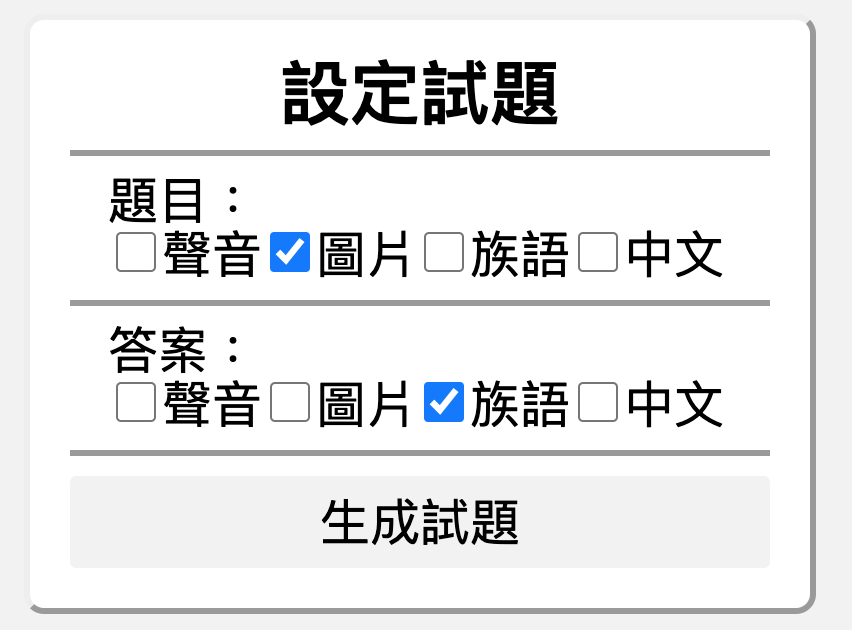 設定試題
題目：
聲音 圖片 族語 中文
答案：
聲音 圖片 族語 中文
生成試題